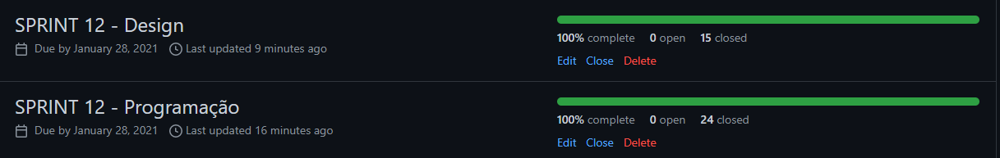 SPRINT 12 - Design
Due by January 28, 2021 Last updated 9 minutes ago
100% complete 0 open 15 closed
Edit Close Delete
SPRINT 12 - Programação
Due by January 28, 2021 Last updated 16 minutes ago
100% complete 0 open 24 closed
Edit Close Delete